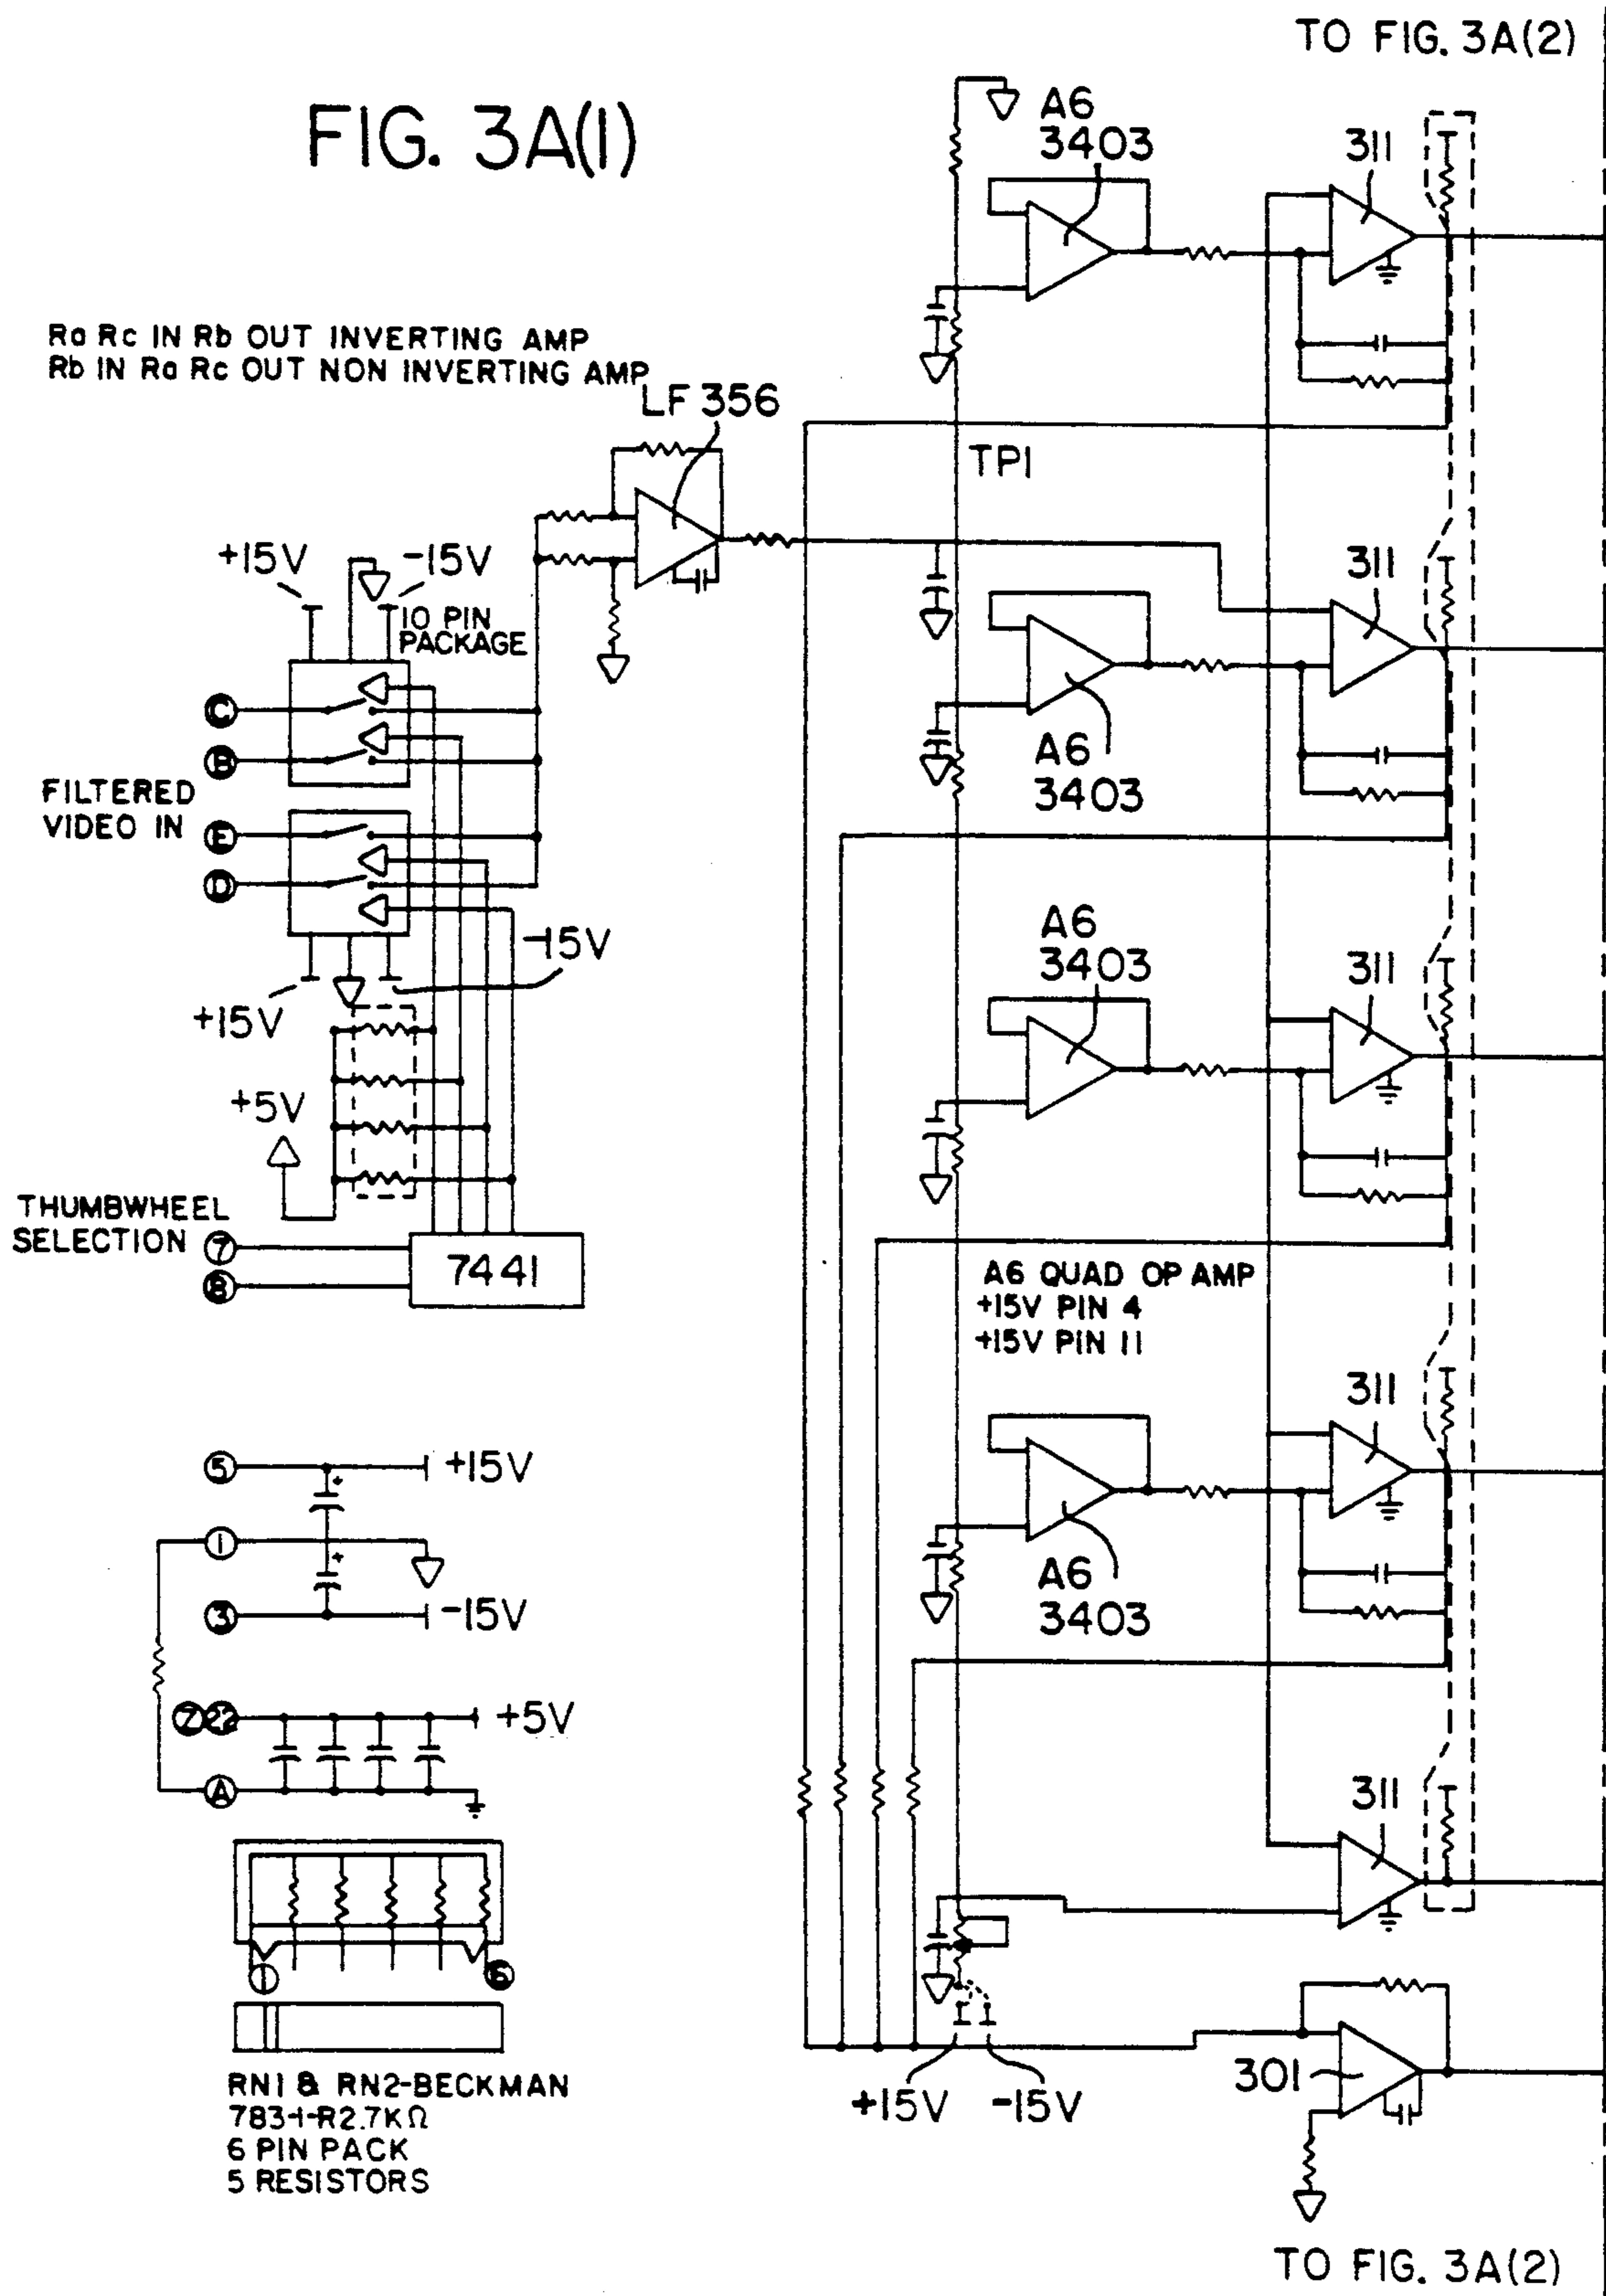 TO FIG. 3A(2)
FIG. 3A(1)
A6
3403
311
Ra Rc IN Rb OUT INVERTING AMP
Rb IN Ra Rc OUT NON INVERTING AMP
LF 356
TP1
+15V
-15V
10 PIN
PACKAGE
311
C
B
A6
3403
FILTERED
VIDEO IN
E
D
A6
3403
311
-15V
+15V
+5V
THUMBWHEEL
SELECTION
7
8
7441
A6 QUAD OP AMP
+15V PIN 4
+15V PIN 11
311
5
+15V
+
1
+
3
-15V
A6
3403
Z
22
+5V
A
311
1
6
301
+15V
-15V
RN1 & RN2-BECKMAN
783-1-R2.7KΩ
6 PIN PACK
5 RESISTORS
TO FIG. 3A(2)